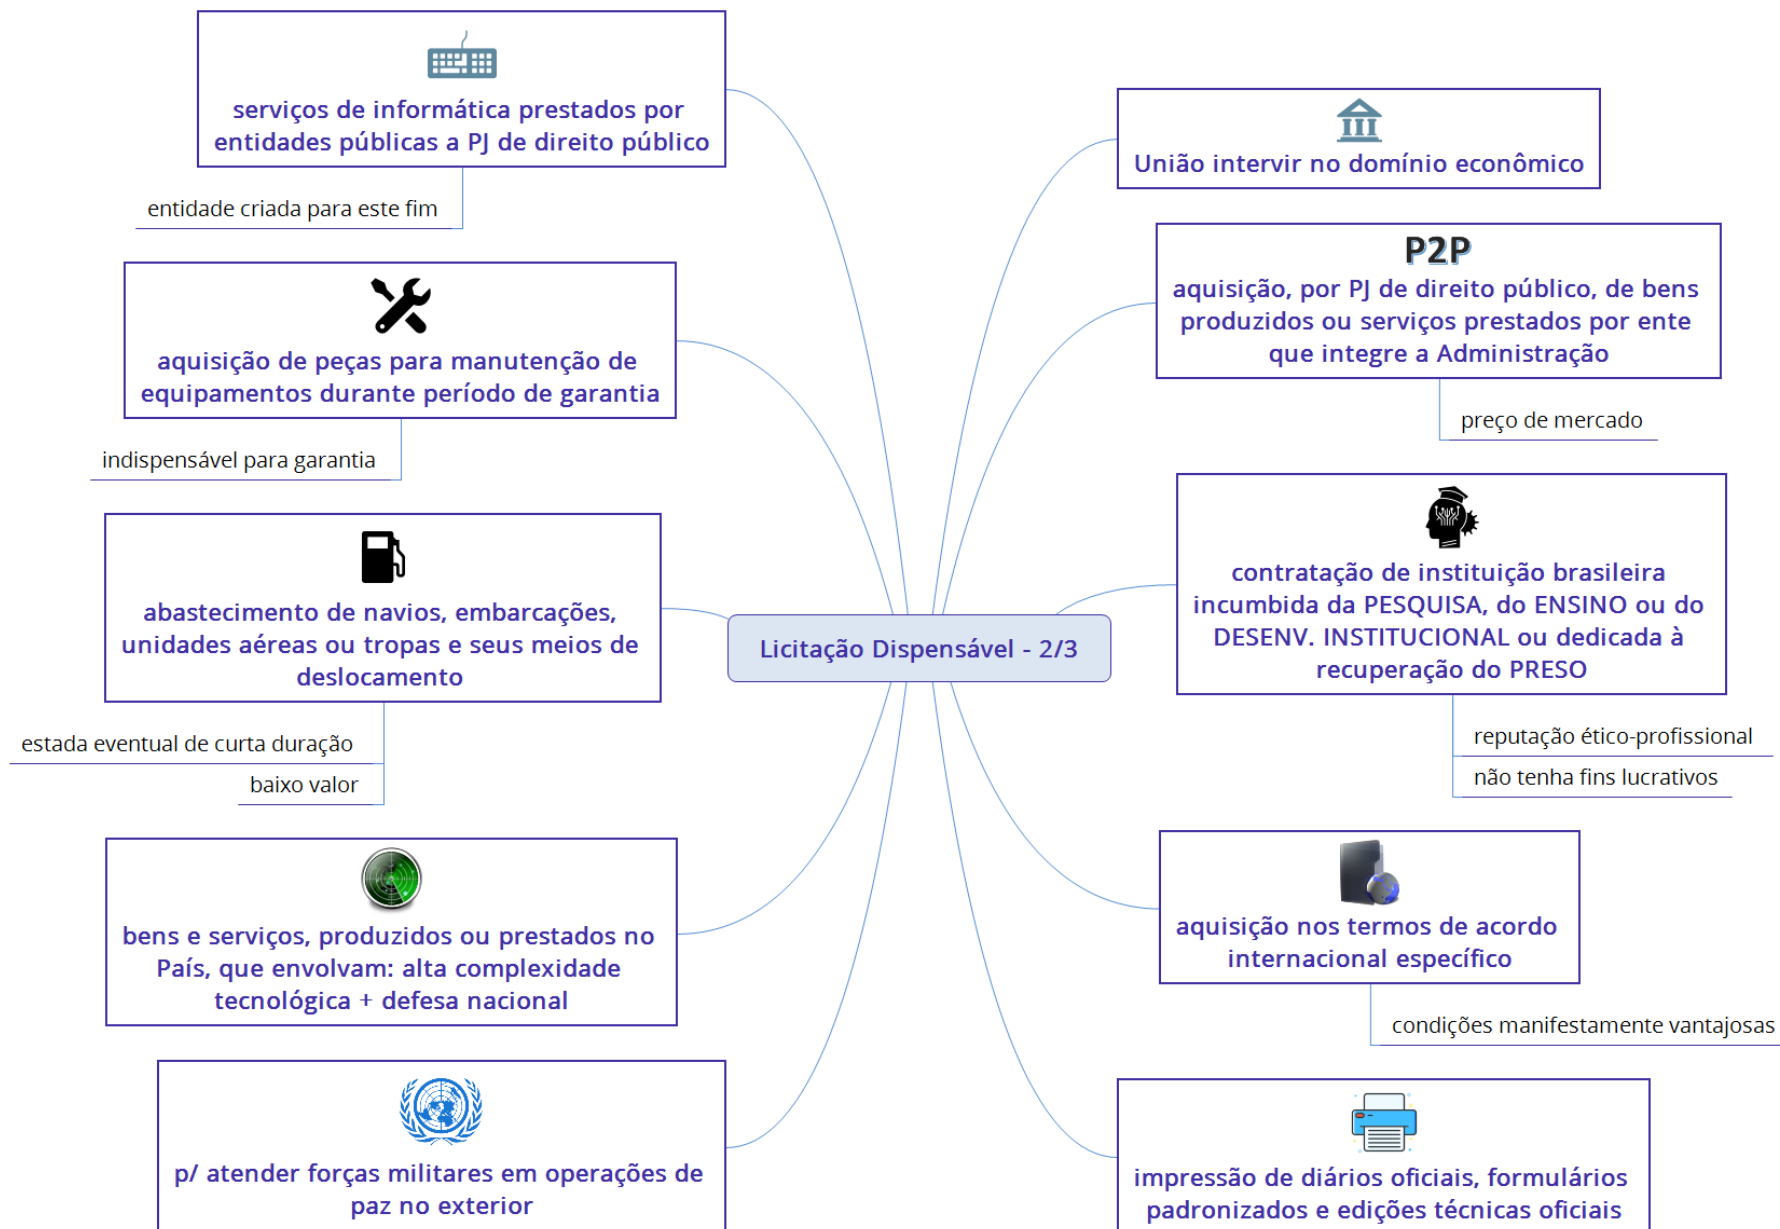 serviços de informática prestados por
entidades públicas a PJ de direito público
entidade criada para este fim
aquisição de peças para manutenção de
equipamentos durante período de garantia
indispensável para garantia
abastecimento de navios, embarcações,
unidades aéreas ou tropas e seus meios de
deslocamento
estada eventual de curta duração
baixo valor
bens e serviços, produzidos ou prestados no
País, que envolvam: alta complexidade
tecnológica + defesa nacional
p/ atender forças militares em operações de
paz no exterior
Licitação Dispensável - 2/3
União intervir no domínio econômico
P2P
aquisição, por PJ de direito público, de bens
produzidos ou serviços prestados por ente
que integre a Administração
preço de mercado
contratação de instituição brasileira
incumbida da PESQUISA, do ENSINO ou do
DESENV. INSTITUCIONAL ou dedicada à
recuperação do PRESO
reputação ético-profissional
não tenha fins lucrativos
aquisição nos termos de acordo
internacional específico
condições manifestamente vantajosas
impressão de diários oficiais, formulários
padronizados e edições técnicas oficiais